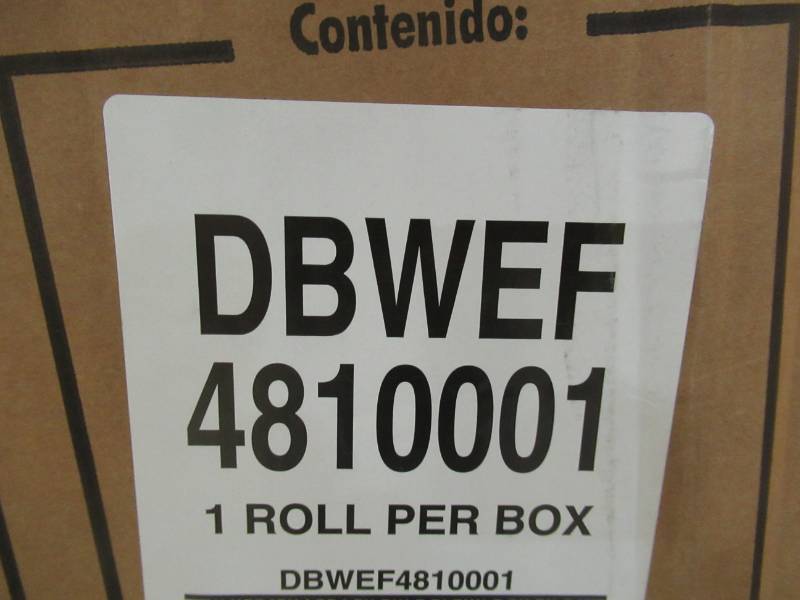 Contenido:
DBWEF
4810001
1 ROLL PER BOX
DBWEF4810001